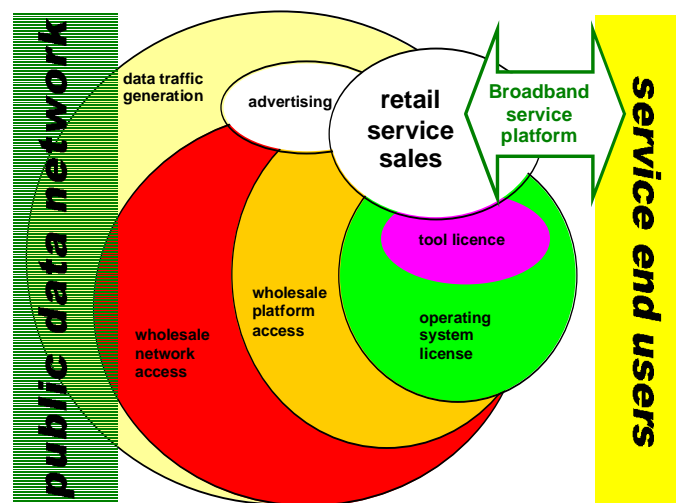 public data network
data traffic
generation
advertising
retail
service
sales
Broadband
service
platform
service end users
tool licence
wholesale
platform
access
operating
system
license
wholesale
network
access